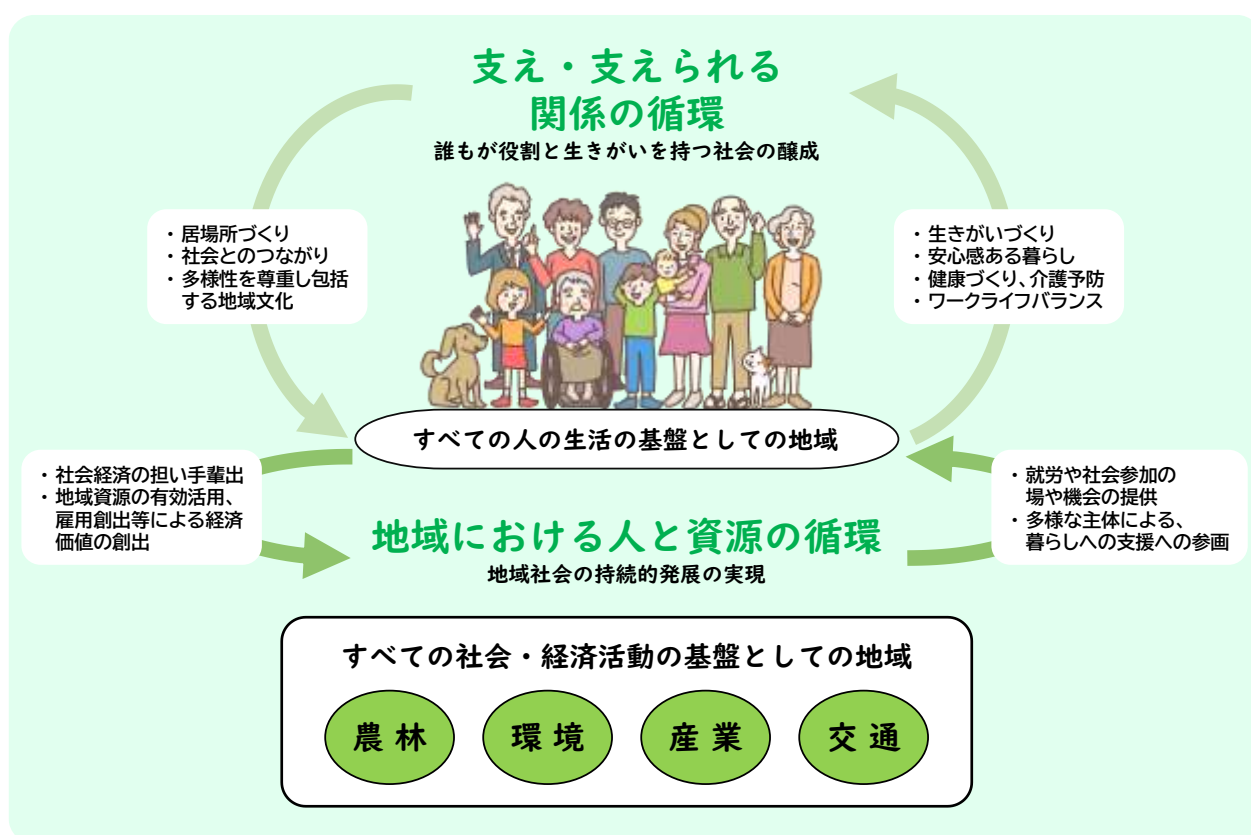 支え・支えられる
関係の循環
誰もが役割と生きがいを持つ社会の醸成
・居場所づくり
・社会とのつながり
・多様性を尊重し包括
する地域文化
・生きがいづくり
・安心感ある暮らし
・健康づくり、介護予防
・ワークライフバランス
すべての人の生活の基盤としての地域
・社会経済の担い手輩出
・地域資源の有効活用、
雇用創出等による経済
価値の創出
・就労や社会参加の
場や機会の提供
・多様な主体による、
暮らしへの支援への参画
地域における人と資源の循環
地域社会の持続的発展の実現
すべての社会・経済活動の基盤としての地域
農林
環境
産業
交通